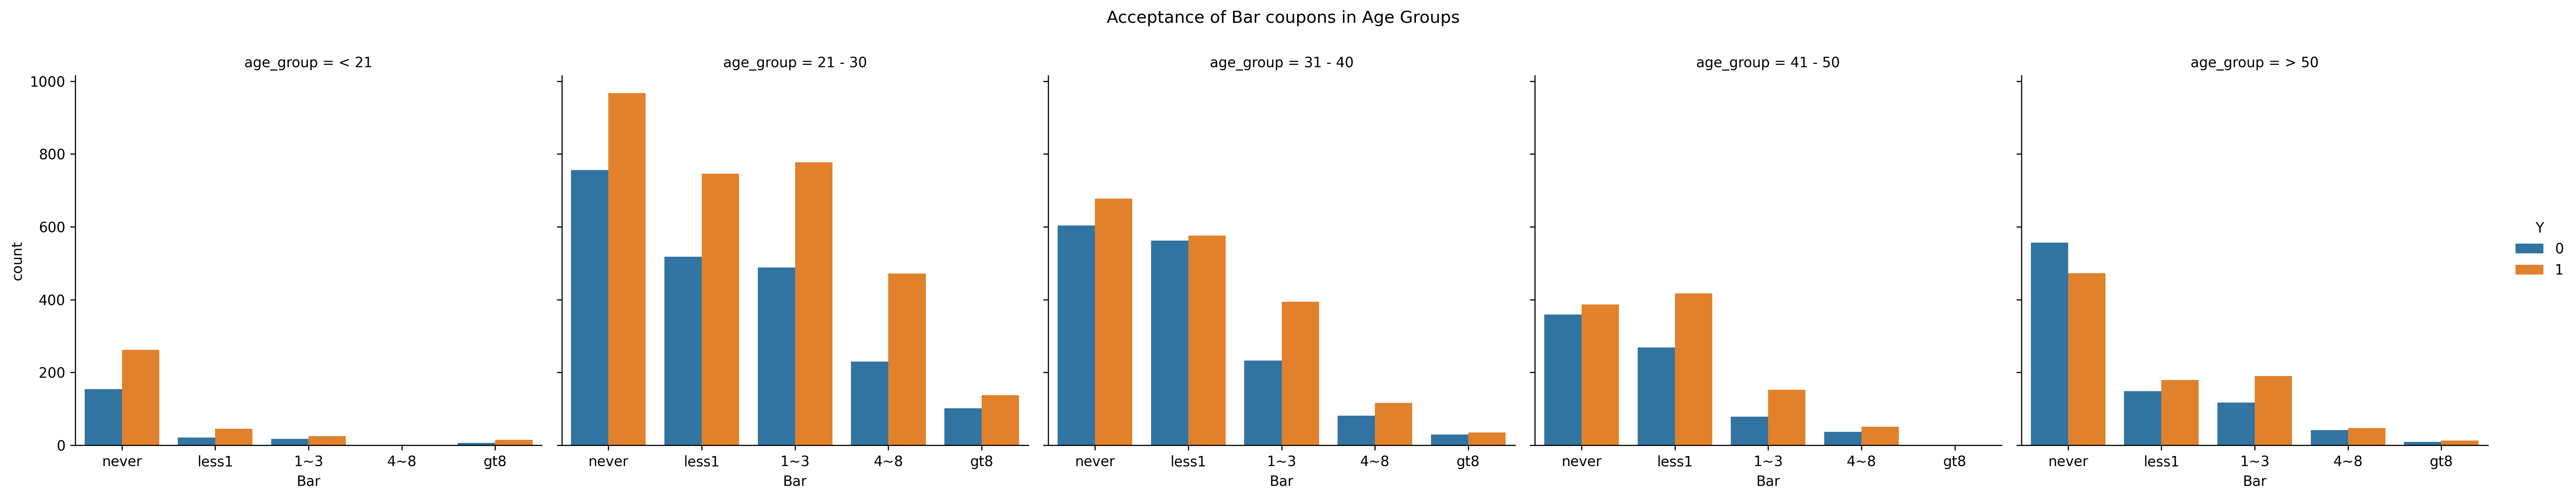 Acceptance of Bar coupons in Age Groups
age_group = < 21
age_group = 21 - 30
age_group = 31 - 40
age_group = 41 - 50
age_group = > 50
1000
800
600
400
200
0
count
never less1 1~3 4~8 gt8
never less1 1~3 4~8 gt8
never less1 1~3 4~8 gt8
never less1 1~3 4~8 gt8
never less1 1~3 4~8 gt8
Bar
Bar
Bar
Bar
Bar
Y
0
1